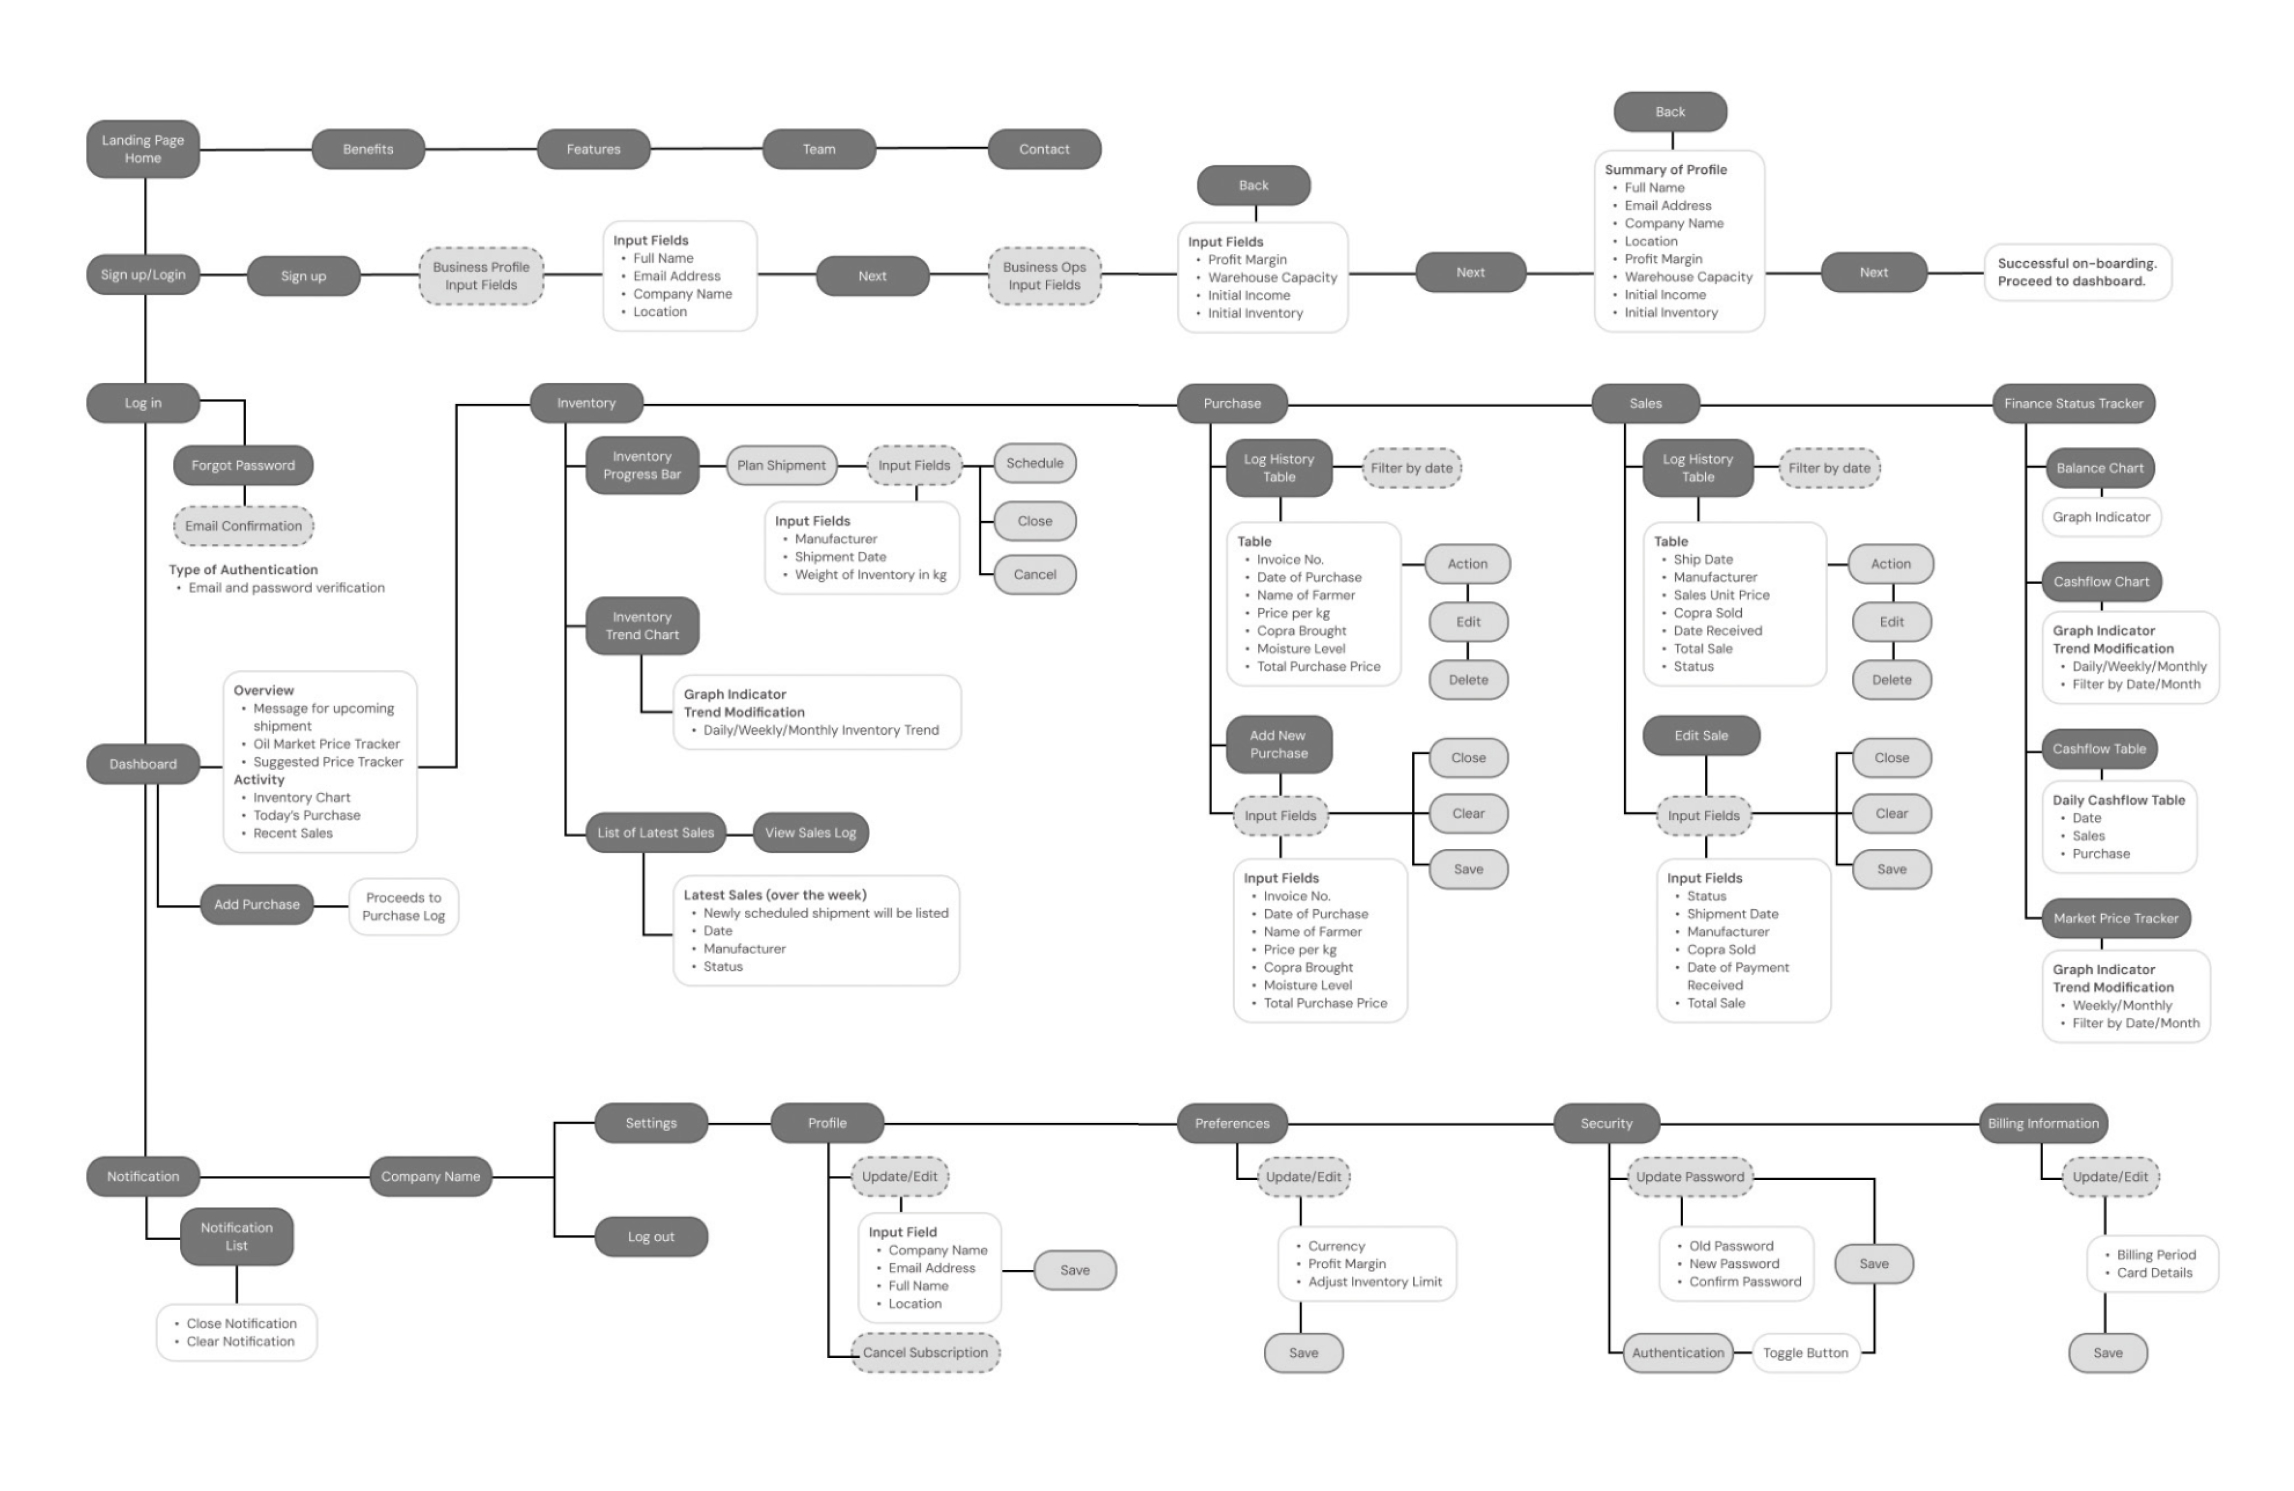 Landing Page
Home
Benefits
Features
Team
Contact
Back
Back
Sign up/Login
Sign up
Business Profile
Input Fields
Input Fields
• Full Name
• Email Address
• Company Name
• Location
Next
Business Ops
Input Fields
Input Fields
• Profit Margin
• Warehouse Capacity
• Initial Income
• Initial Inventory
Next
Summary of Profile
• Full Name
• Email Address
• Company Name
• Location
• Profit Margin
• Warehouse Capacity
• Initial Income
• Initial Inventory
Next
Successful on-boarding.
Proceed to dashboard.
Log in
Forgot Password
Email Confirmation
Type of Authentication
• Email and password verification
Dashboard
Overview
• Message for upcoming
shipment
• Oil Market Price Tracker
• Suggested Price Tracker
Activity
• Inventory Chart
• Today's Purchase
• Recent Sales
Add Purchase
Proceeds to
Purchase Log
Inventory
Inventory
Progress Bar
Plan Shipment
Input Fields
Schedule
Close
Cancel
Input Fields
• Manufacturer
• Shipment Date
• Weight of Inventory in kg
Inventory
Trend Chart
Graph Indicator
Trend Modification
• Daily/Weekly/Monthly Inventory Trend
List of Latest Sales
View Sales Log
Latest Sales (over the week)
• Newly scheduled shipment will be listed
• Date
• Manufacturer
• Status
Purchase
Log History
Table
Filter by date
Table
• Invoice No.
• Date of Purchase
• Name of Farmer
• Price per kg
• Copra Brought
• Moisture Level
• Total Purchase Price
Action
Edit
Delete
Add New
Purchase
Input Fields
Close
Clear
Save
Input Fields
• Invoice No.
• Date of Purchase
• Name of Farmer
• Price per kg
• Copra Brought
• Moisture Level
• Total Purchase Price
Sales
Log History
Table
Filter by date
Table
• Ship Date
• Manufacturer
• Sales Unit Price
• Copra Sold
• Date Received
• Total Sale
• Status
Action
Edit
Delete
Edit Sale
Input Fields
Close
Clear
Save
Input Fields
• Status
• Shipment Date
• Manufacturer
• Copra Sold
• Date of Payment
Received
• Total Sale
Finance Status Tracker
Balance Chart
Graph Indicator
Cashflow Chart
Graph Indicator
Trend Modification
• Daily/Weekly/Monthly
• Filter by Date/Month
Cashflow Table
Daily Cashflow Table
• Date
• Sales
• Purchase
Market Price Tracker
Graph Indicator
Trend Modification
• Weekly/Monthly
• Filter by Date/Month
Notification
Notification
List
• Close Notification
• Clear Notification
Company Name
Settings
Log out
Profile
Update/Edit
Input Field
• Company Name
• Email Address
• Full Name
• Location
Save
Cancel Subscription
Preferences
Update/Edit
• Currency
• Profit Margin
• Adjust Inventory Limit
Save
Security
Update Password
• Old Password
• New Password
• Confirm Password
Save
Authentication
Toggle Button
Billing Information
Update/Edit
• Billing Period
• Card Details
Save